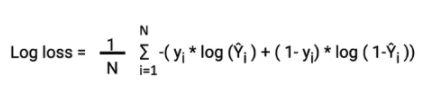 Log loss = 1/N N Σ i=1 -( yᵢ * log (Ŷᵢ ) + ( 1- yᵢ) * log ( 1-Ŷᵢ ))